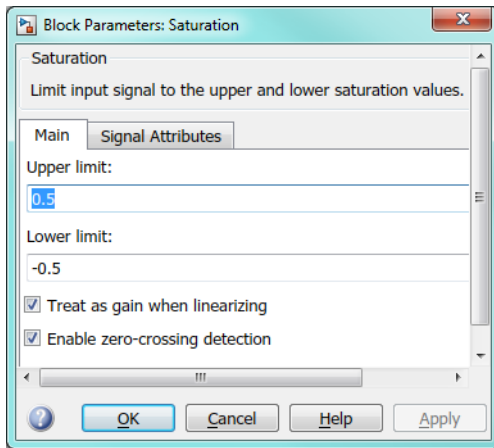 Block Parameters: Saturation
Saturation
Limit input signal to the upper and lower saturation values.
Main Signal Attributes
Upper limit:
0.5
Lower limit:
-0.5
Treat as gain when linearizing
Enable zero-crossing detection
OK Cancel Help Apply